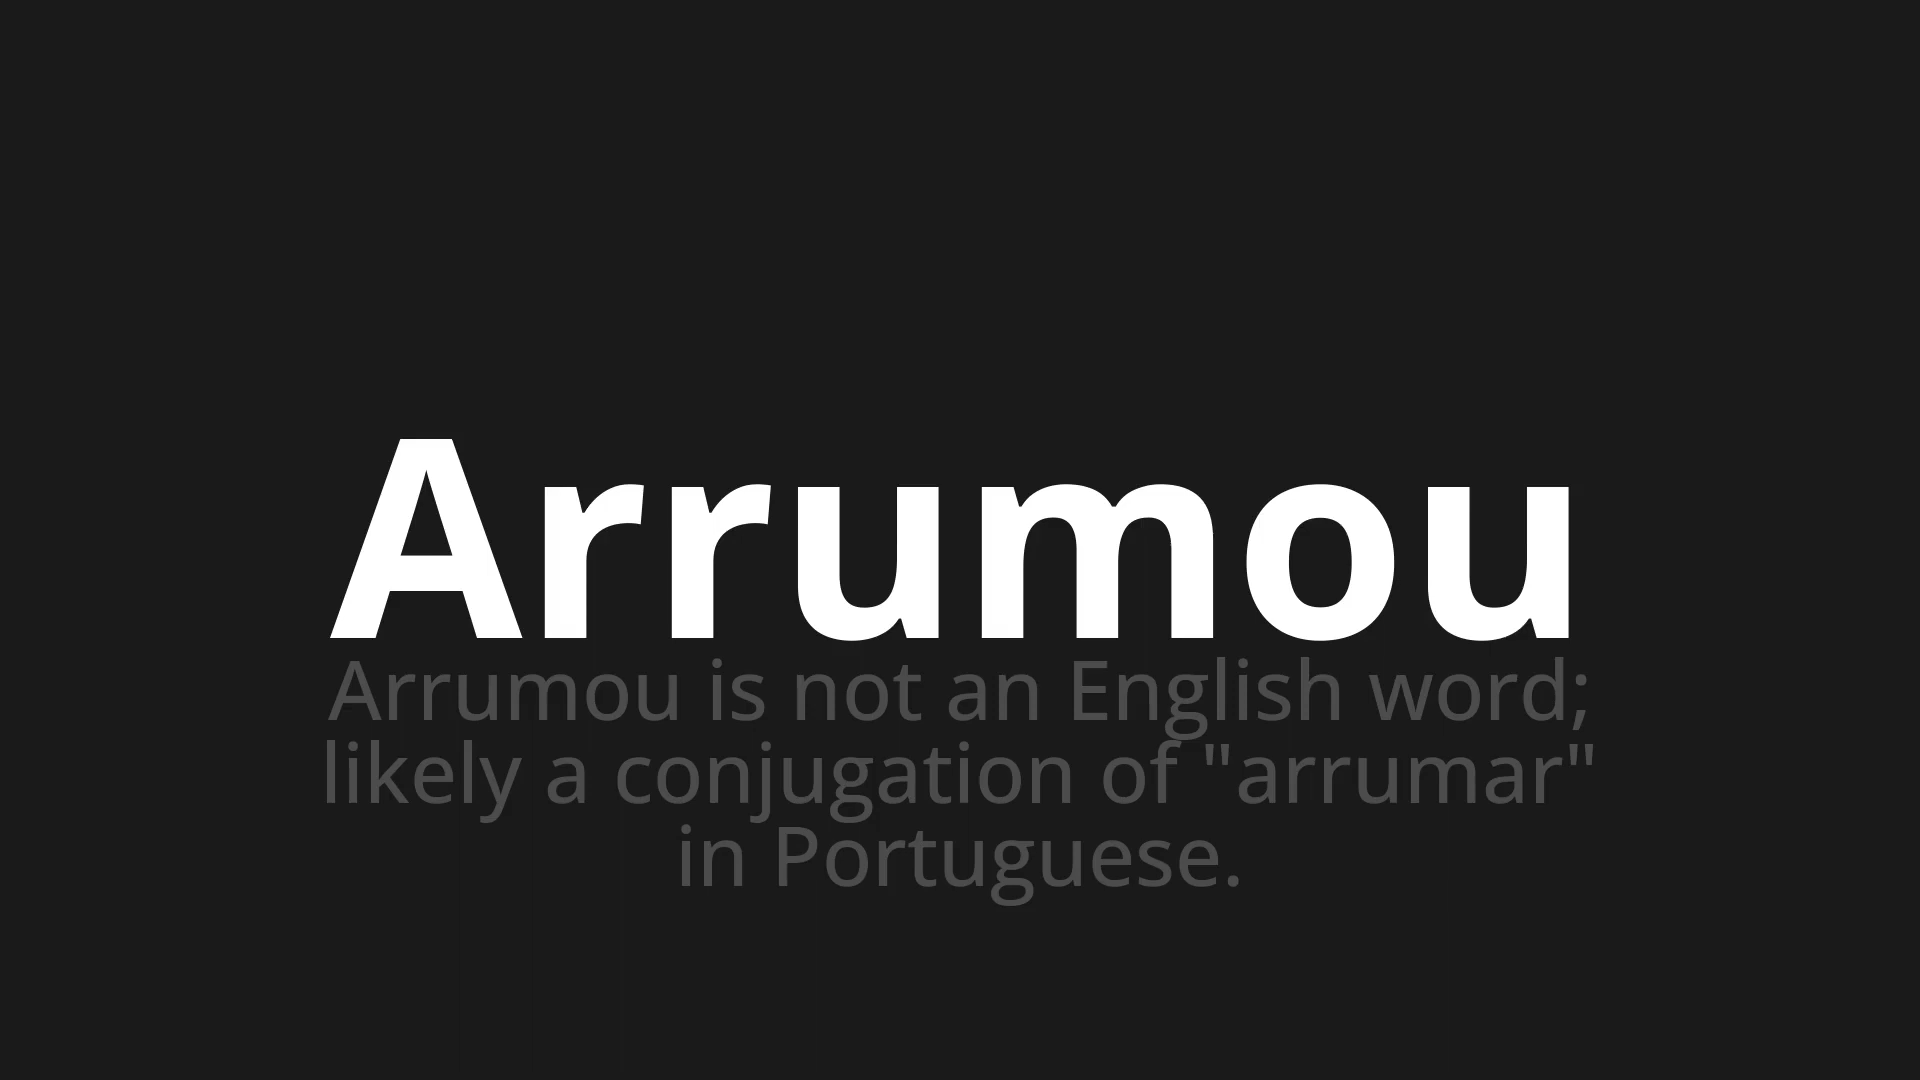 Arrumou
Arrumou is not an English word;
likely a conjugation of "arrumar"
in Portuguese.